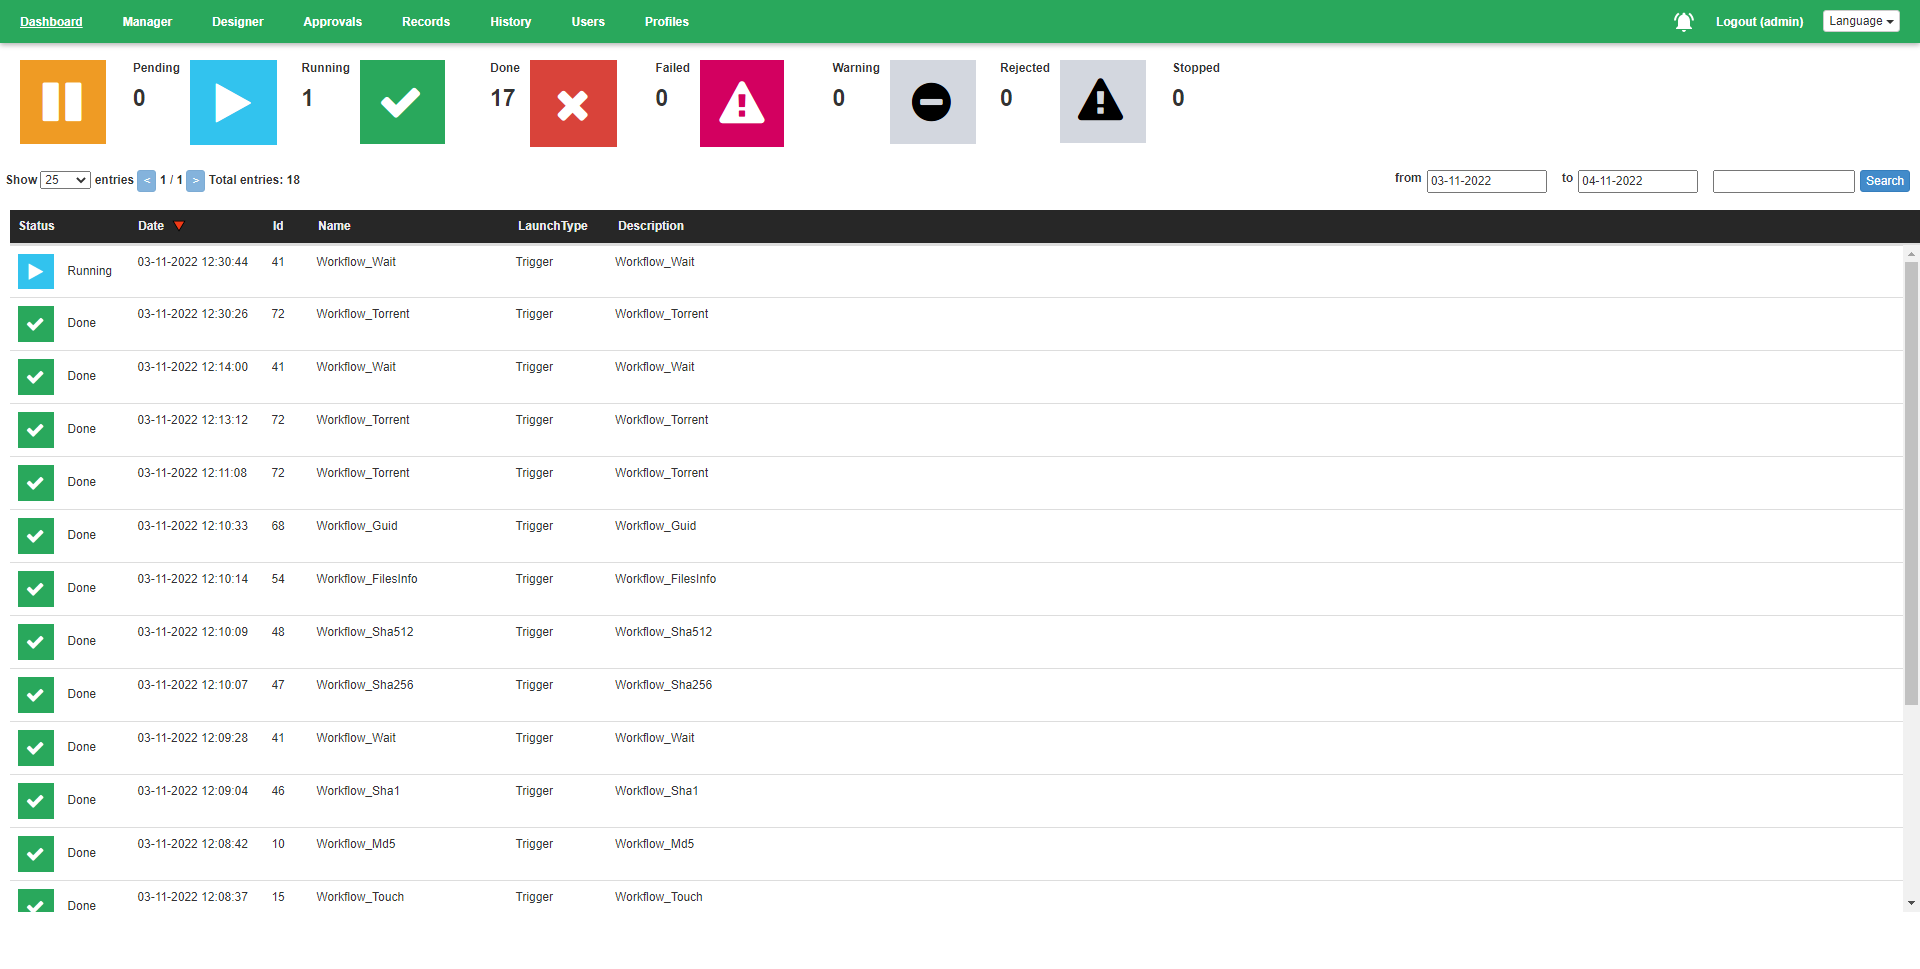 Dashboard Manager Designer Approvals Records History Users Profiles Logout (admin) Language
Pending Running Done Failed Warning Rejected Stopped
0 1 17 0 0 0 0
Show 25 entries < 1 / 1 > Total entries: 18 from 03-11-2022 to 04-11-2022 Search
Status Date Id Name LaunchType Description
Running 03-11-2022 12:30:44 41 Workflow_Wait Trigger Workflow_Wait
Done 03-11-2022 12:30:26 72 Workflow_Torrent Trigger Workflow_Torrent
Done 03-11-2022 12:14:00 41 Workflow_Wait Trigger Workflow_Wait
Done 03-11-2022 12:13:12 72 Workflow_Torrent Trigger Workflow_Torrent
Done 03-11-2022 12:11:08 72 Workflow_Torrent Trigger Workflow_Torrent
Done 03-11-2022 12:10:33 68 Workflow_Guid Trigger Workflow_Guid
Done 03-11-2022 12:10:14 54 Workflow_FilesInfo Trigger Workflow_FilesInfo
Done 03-11-2022 12:10:09 48 Workflow_Sha512 Trigger Workflow_Sha512
Done 03-11-2022 12:10:07 47 Workflow_Sha256 Trigger Workflow_Sha256
Done 03-11-2022 12:09:28 41 Workflow_Wait Trigger Workflow_Wait
Done 03-11-2022 12:09:04 46 Workflow_Sha1 Trigger Workflow_Sha1
Done 03-11-2022 12:08:42 10 Workflow_Md5 Trigger Workflow_Md5
Done 03-11-2022 12:08:37 15 Workflow_Touch Trigger Workflow_Touch